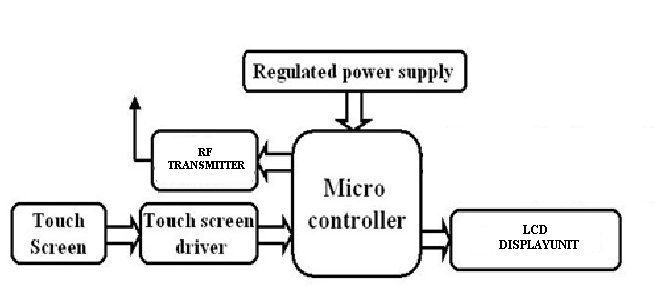 Regulated power supply
RF
TRANSMITTER
Micro
controller
Touch
Screen
Touch screen
driver
LCD
DISPLAYUNIT